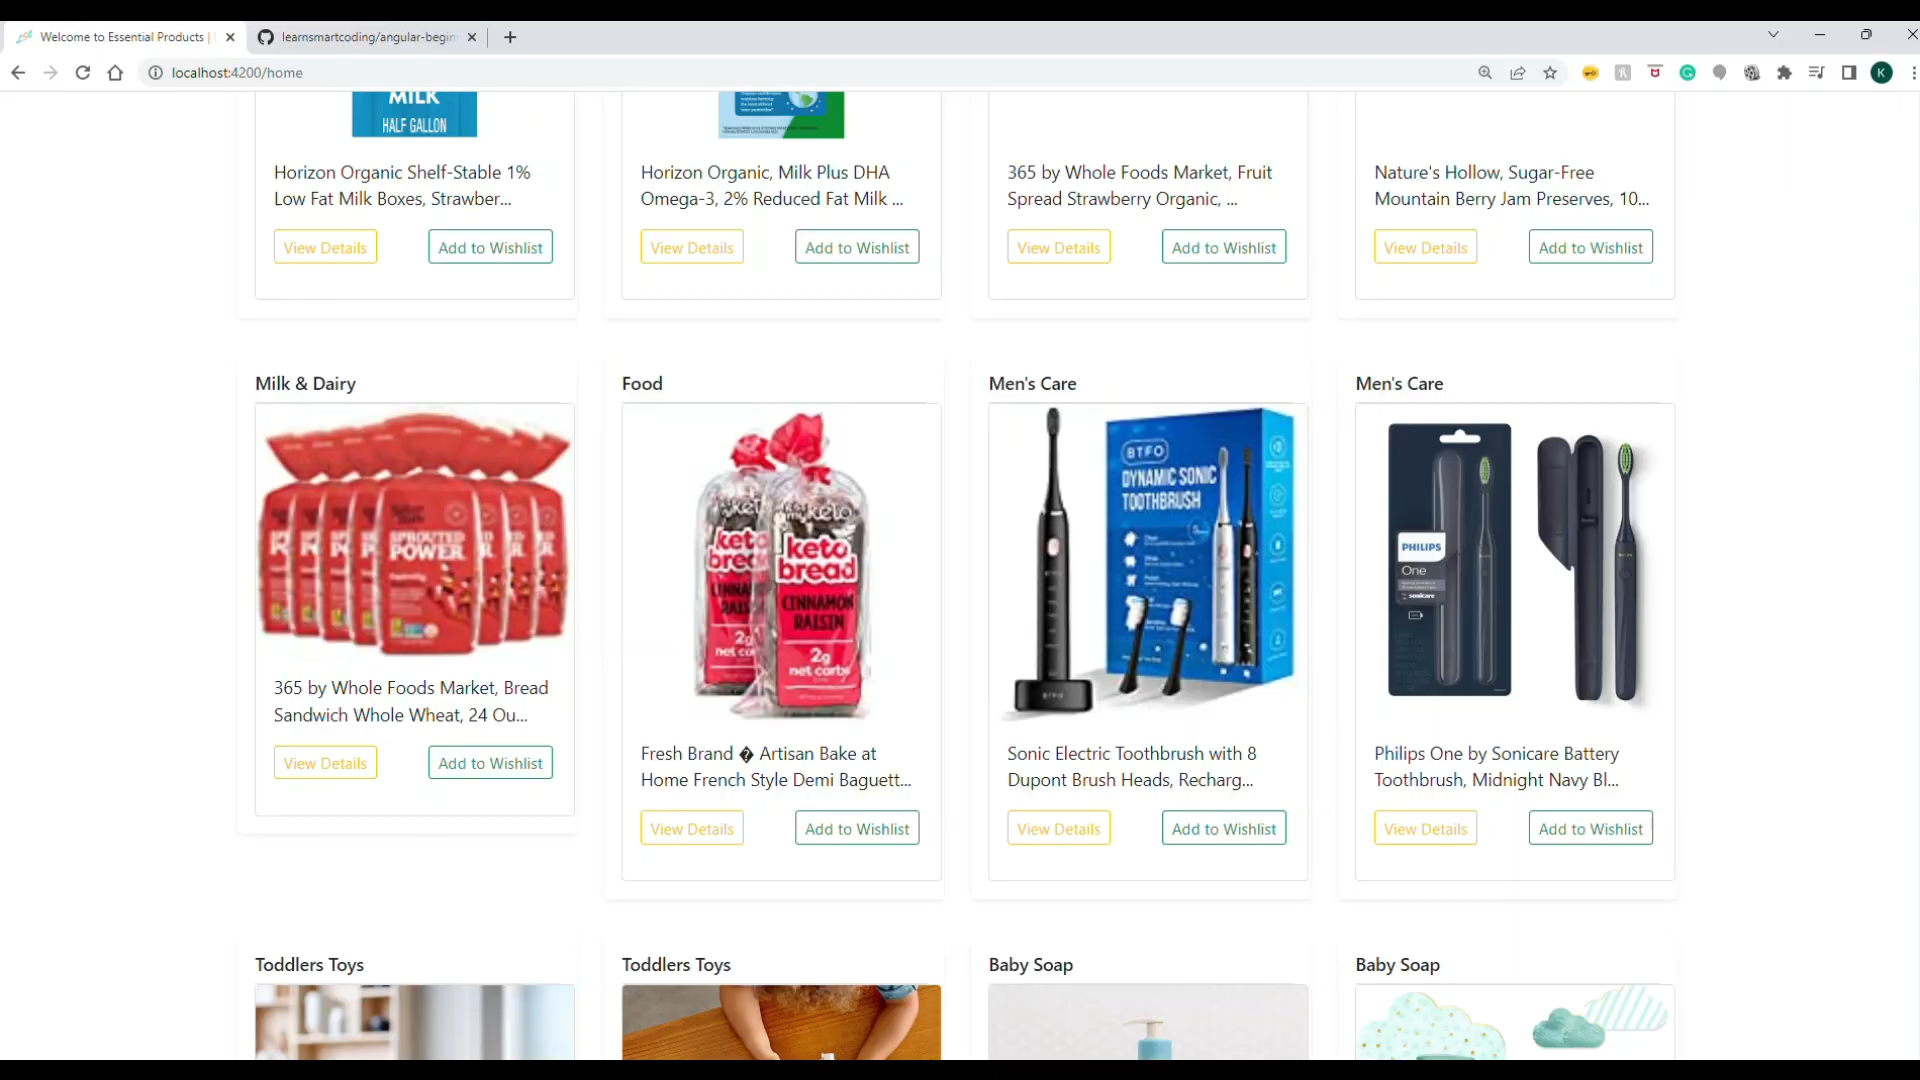 Welcome to Essential Products |
learnsmartcoding/angular-begin
localhost:4200/home
K
MILK
HALF GALLON
Horizon Organic Shelf-Stable 1%
Low Fat Milk Boxes, Strawber...
View Details
Add to Wishlist
Horizon Organic, Milk Plus DHA
Omega-3, 2% Reduced Fat Milk ...
View Details
Add to Wishlist
365 by Whole Foods Market, Fruit
Spread Strawberry Organic, ...
View Details
Add to Wishlist
Nature's Hollow, Sugar-Free
Mountain Berry Jam Preserves, 10...
View Details
Add to Wishlist
Milk & Dairy
SPROUTED
POWER
365 by Whole Foods Market, Bread
Sandwich Whole Wheat, 24 Ou...
View Details
Add to Wishlist
Food
keto
bread
CINNAMON
RAISIN
2g
net carbs
Fresh Brand � Artisan Bake at
Home French Style Demi Baguett...
View Details
Add to Wishlist
Men's Care
BTFO
DYNAMIC SONIC
TOOTHBRUSH
BTFO
Sonic Electric Toothbrush with 8
Dupont Brush Heads, Recharg...
View Details
Add to Wishlist
Men's Care
PHILIPS
One
sonicare
Philips One by Sonicare Battery
Toothbrush, Midnight Navy Bl...
View Details
Add to Wishlist
Toddlers Toys
Toddlers Toys
Baby Soap
Baby Soap